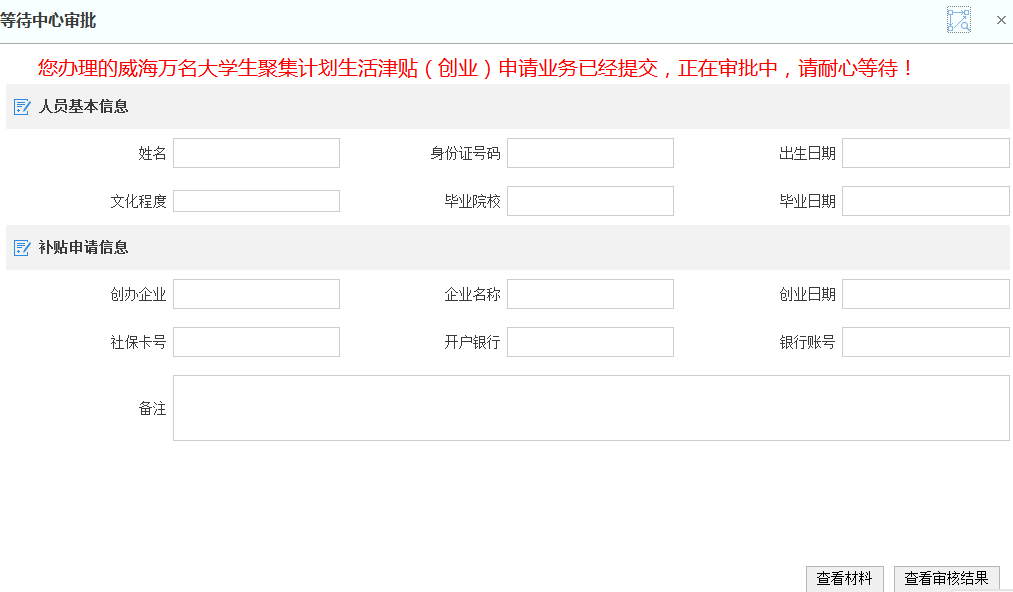 等待中心审批
您办理的威海万名大学生聚集计划生活津贴（创业）申请业务已经提交，正在审批中，请耐心等待！
人员基本信息
姓名 身份证号码 出生日期
文化程度 毕业院校 毕业日期
补贴申请信息
创办企业 企业名称 创业日期
社保卡号 开户银行 银行账号
备注
查看材料 查看审核结果